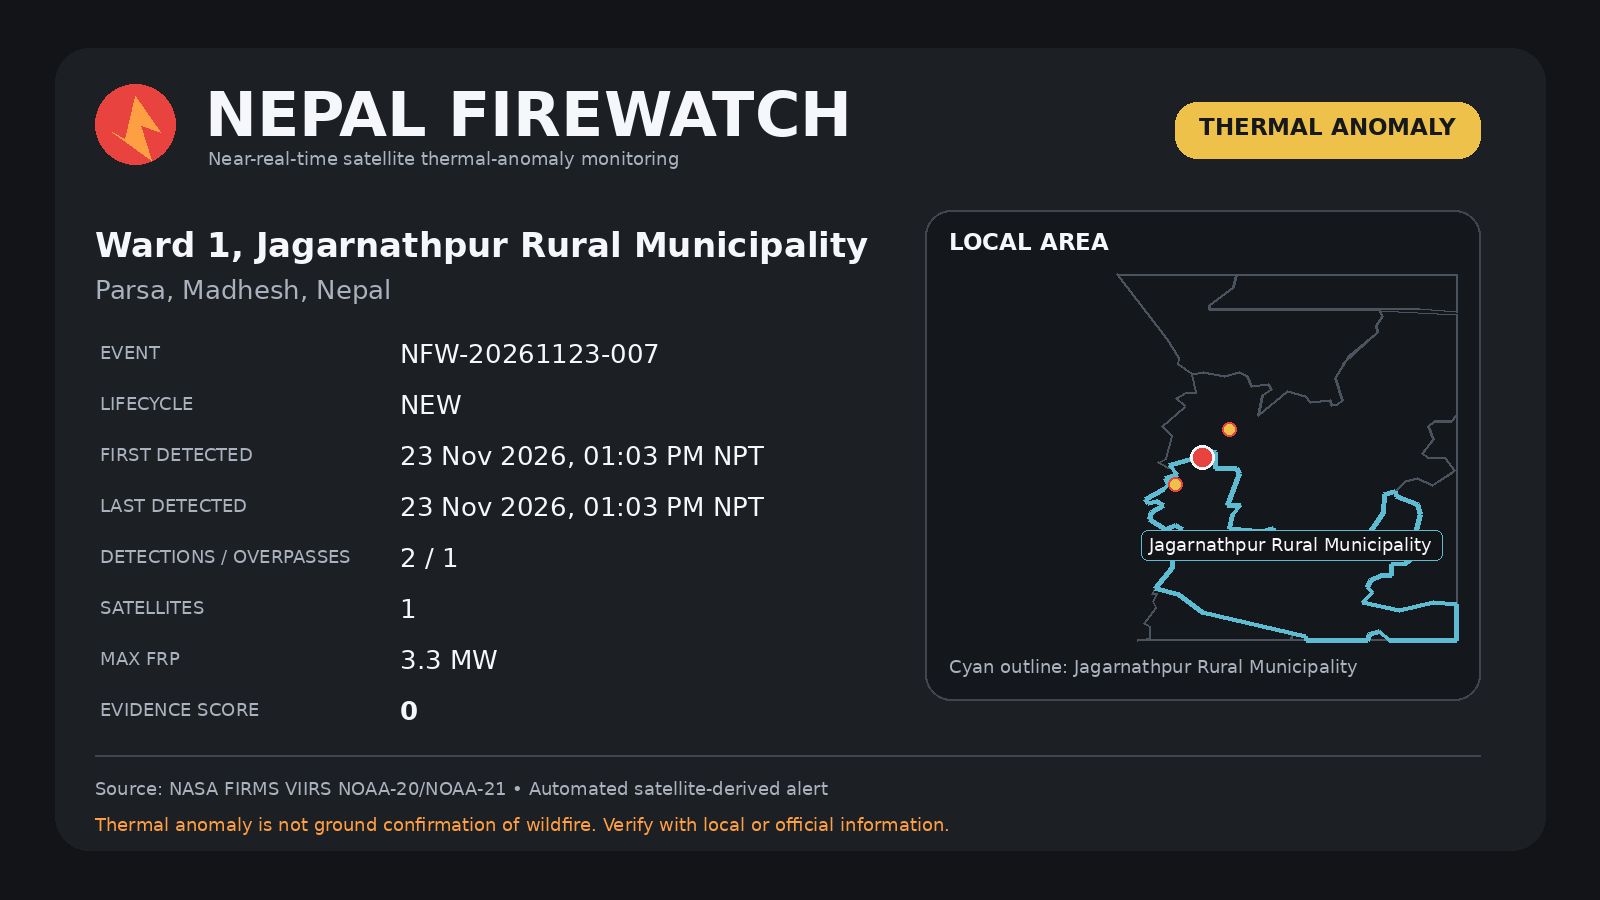 NEPAL FIREWATCH
Near-real-time satellite thermal-anomaly monitoring
THERMAL ANOMALY
Ward 1, Jagarnathpur Rural Municipality
Parsa, Madhesh, Nepal
EVENT NFW-20261123-007
LIFECYCLE NEW
FIRST DETECTED 23 Nov 2026, 01:03 PM NPT
LAST DETECTED 23 Nov 2026, 01:03 PM NPT
DETECTIONS / OVERPASSES 2 / 1
SATELLITES 1
MAX FRP 3.3 MW
EVIDENCE SCORE 0
LOCAL AREA
Jagarnathpur Rural Municipality
Cyan outline: Jagarnathpur Rural Municipality
Source: NASA FIRMS VIIRS NOAA-20/NOAA-21 • Automated satellite-derived alert
Thermal anomaly is not ground confirmation of wildfire. Verify with local or official information.